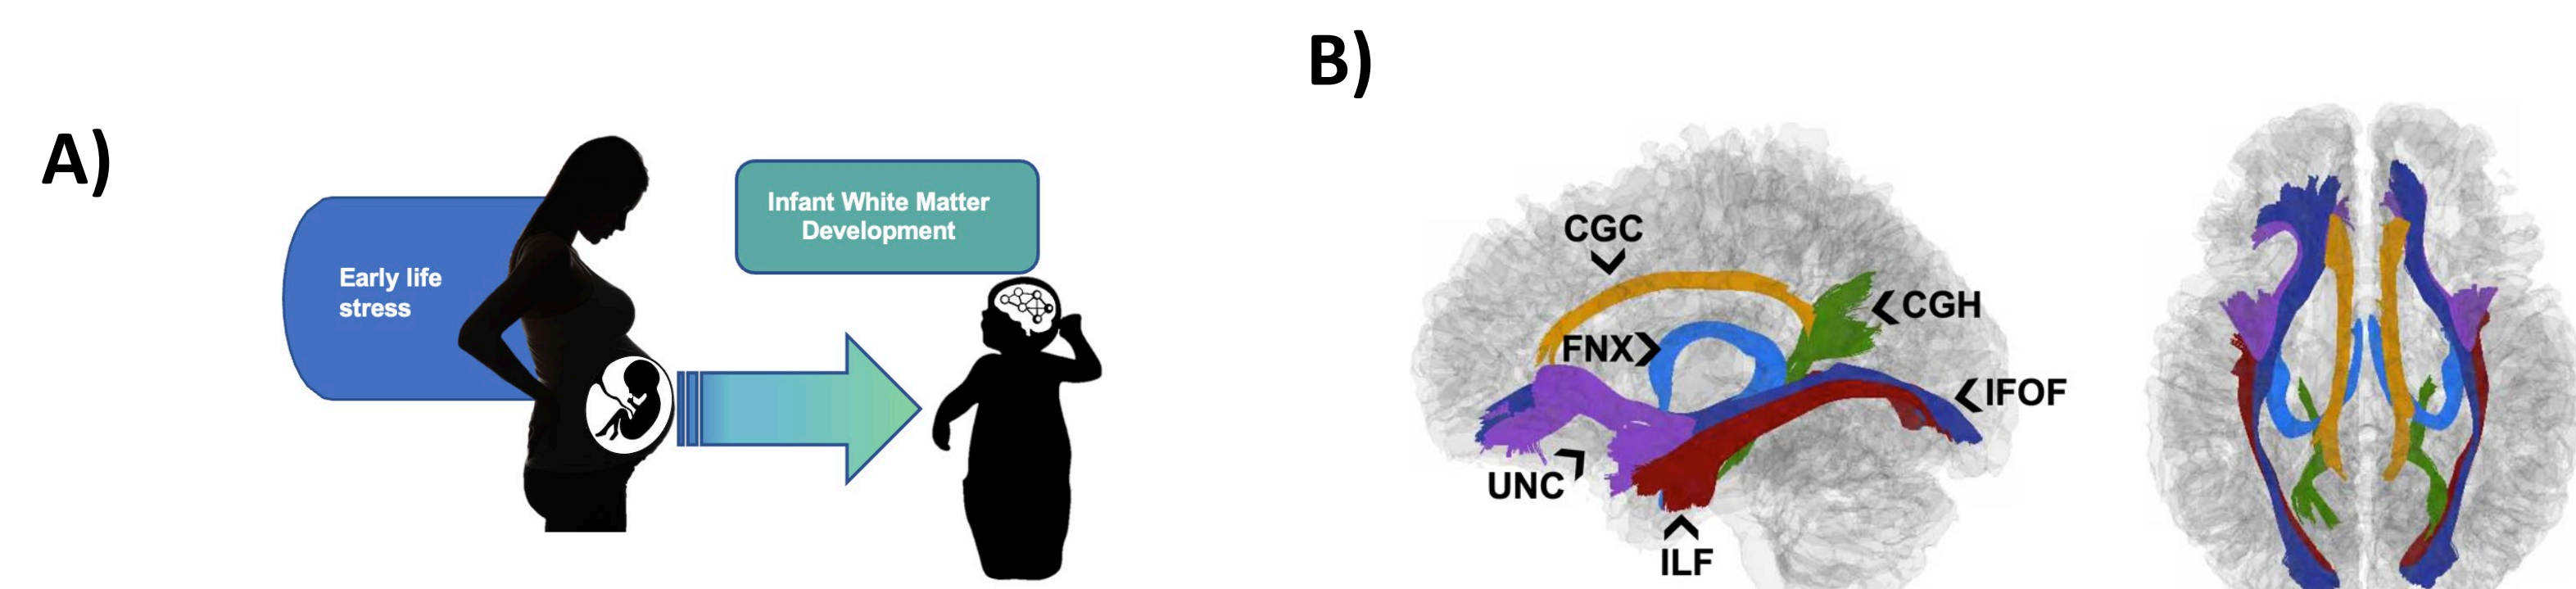 A)
Early life
stress
Infant White Matter
Development
B)
CGC
CGH
FNX
IFOF
UNC
ILF